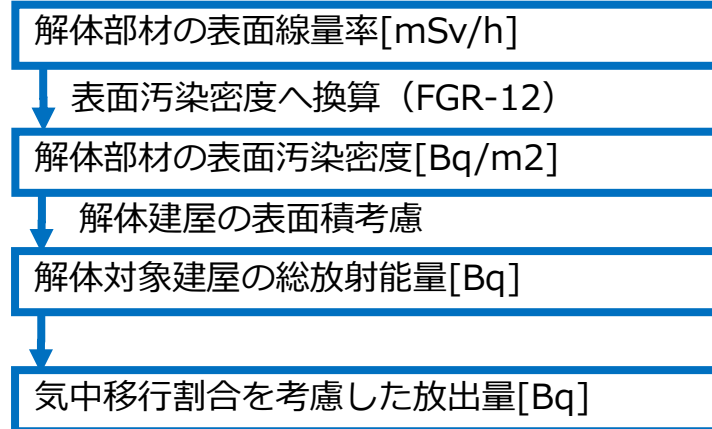 解体部材の表面線量率[mSv/h]
表面汚染密度へ換算（FGR-12）
解体部材の表面汚染密度[Bq/m2]
解体建屋の表面積考慮
解体対象建屋の総放射能量[Bq]
気中移行割合を考慮した放出量[Bq]